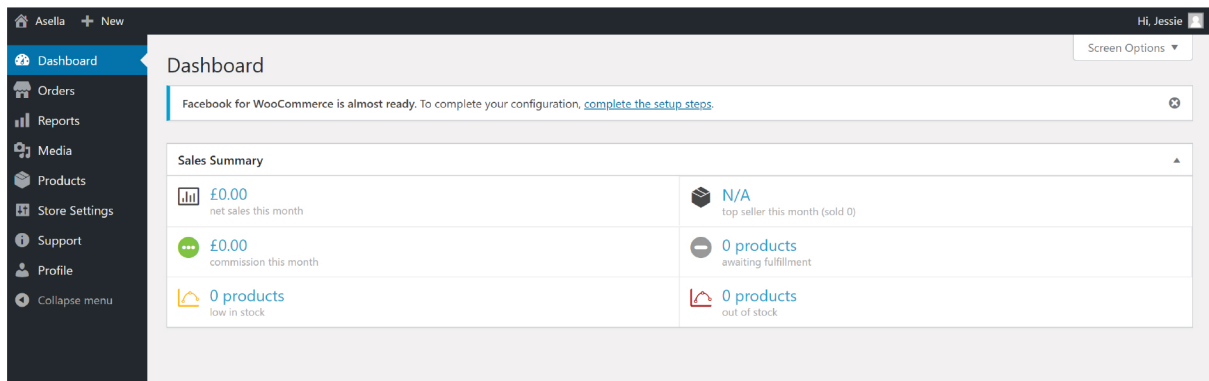 Asella
New
Hi, Jessie
Screen Options
Dashboard
Orders
Reports
Media
Products
Store Settings
Support
Profile
Collapse menu
Dashboard
Facebook for WooCommerce is almost ready. To complete your configuration, complete the setup steps.
Sales Summary
£0.00
net sales this month
N/A
top seller this month (sold 0)
£0.00
commission this month
0 products
awaiting fulfillment
0 products
low in stock
0 products
out of stock